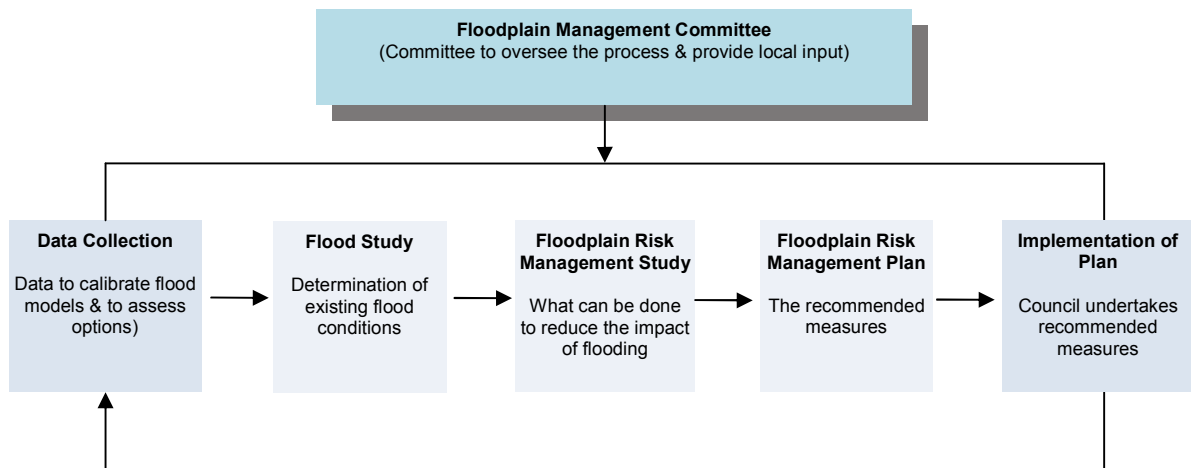 Floodplain Management Committee
(Committee to oversee the process & provide local input)
Data Collection
Data to calibrate flood
models & to assess
options)
Flood Study
Determination of
existing flood
conditions
Floodplain Risk
Management Study
What can be done
to reduce the impact
of flooding
Floodplain Risk
Management Plan
The recommended
measures
Implementation of
Plan
Council undertakes
recommended
measures